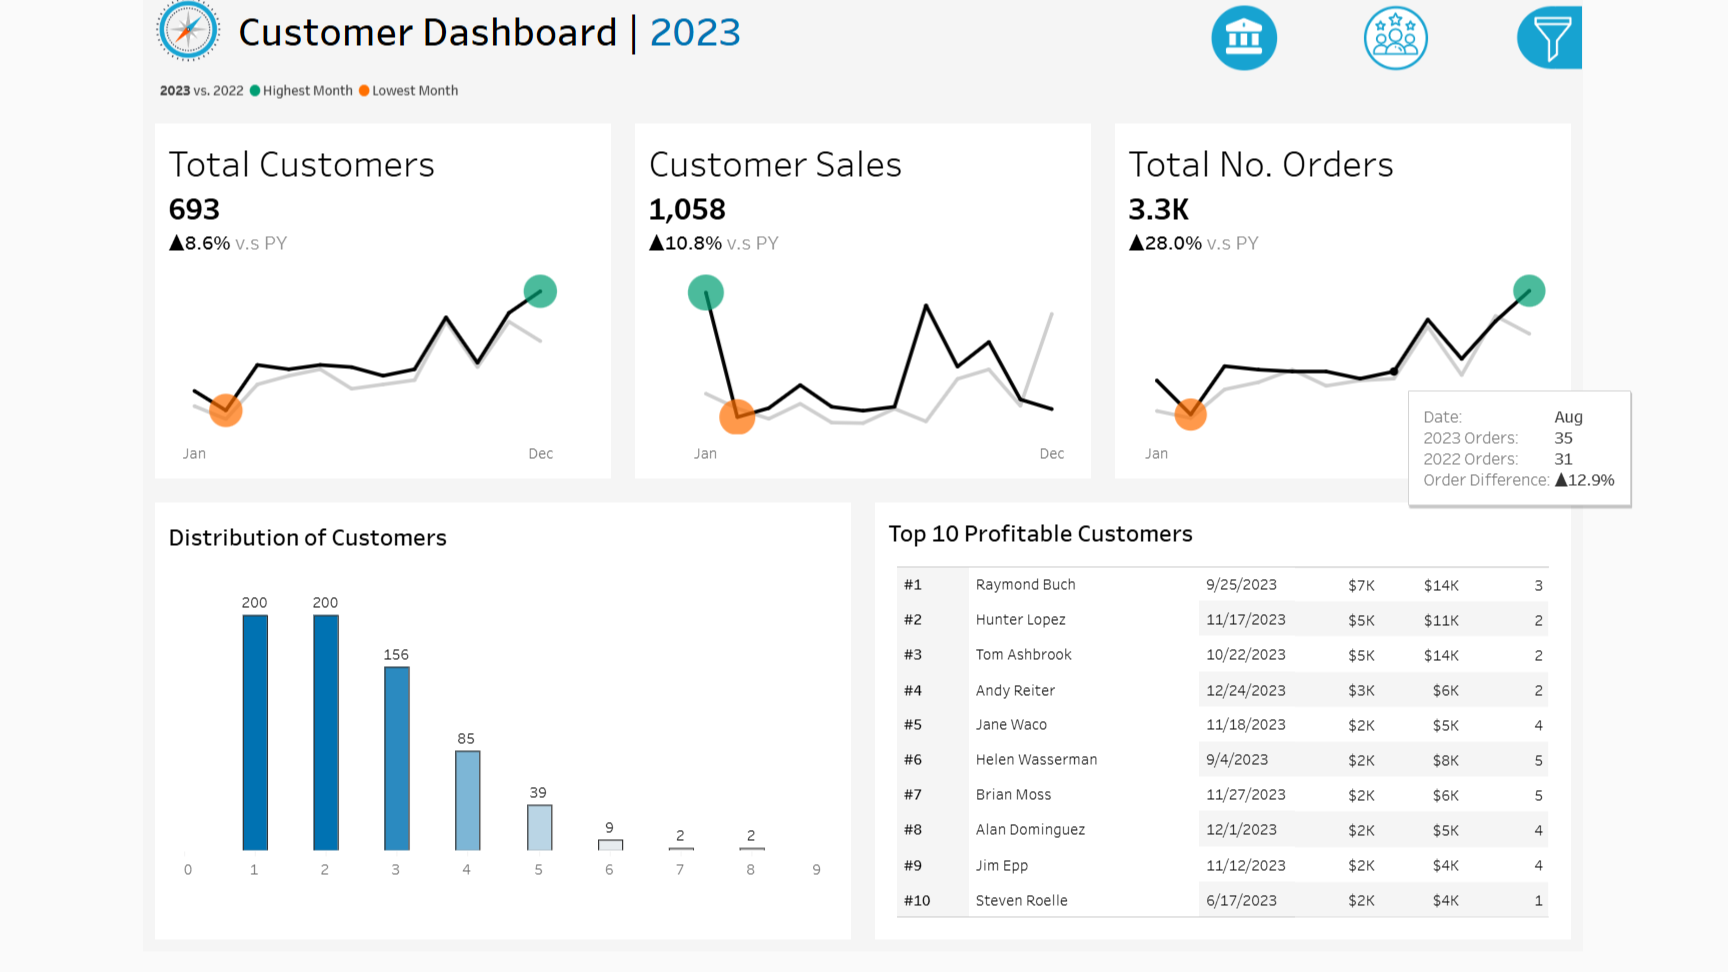 Customer Dashboard | 2023
2023 vs. 2022 Highest Month Lowest Month
Total Customers
693
▲8.6% v.s PY
Jan Dec
Customer Sales
1,058
▲10.8% v.s PY
Jan Dec
Total No. Orders
3.3K
▲28.0% v.s PY
Jan
Date: Aug
2023 Orders: 35
2022 Orders: 31
Order Difference: ▲12.9%
Distribution of Customers
200 200 156 85 39 9 2 2
0 1 2 3 4 5 6 7 8 9
Top 10 Profitable Customers
#1 Raymond Buch 9/25/2023 $7K $14K 3
#2 Hunter Lopez 11/17/2023 $5K $11K 2
#3 Tom Ashbrook 10/22/2023 $5K $14K 2
#4 Andy Reiter 12/24/2023 $3K $6K 2
#5 Jane Waco 11/18/2023 $2K $5K 4
#6 Helen Wasserman 9/4/2023 $2K $8K 5
#7 Brian Moss 11/27/2023 $2K $6K 5
#8 Alan Dominguez 12/1/2023 $2K $5K 4
#9 Jim Epp 11/12/2023 $2K $4K 4
#10 Steven Roelle 6/17/2023 $2K $4K 1